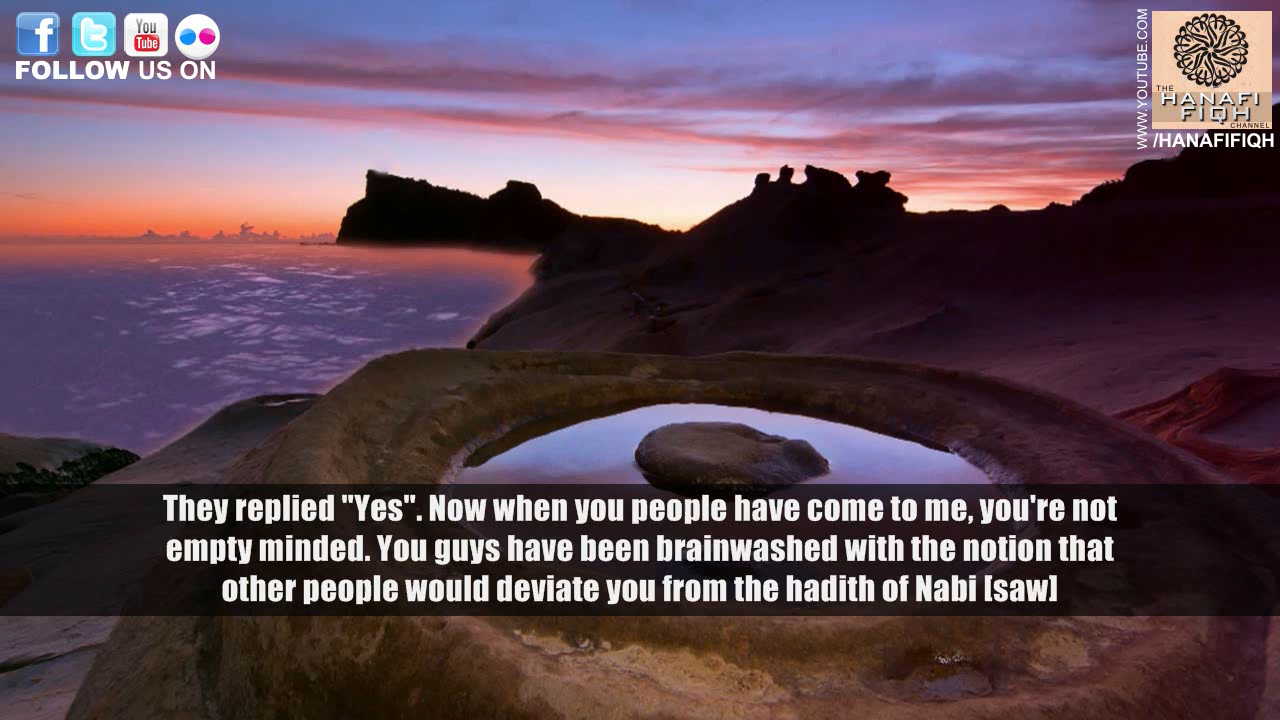 f
t
You
Tube
FOLLOW US ON
WWW.YOUTUBE.COM
THE
HANAFI
FIQH
CHANNEL
/HANAFIFIQH
They replied "Yes". Now when you people have come to me, you're not
empty minded. You guys have been brainwashed with the notion that
other people would deviate you from the hadith of Nabi [saw]